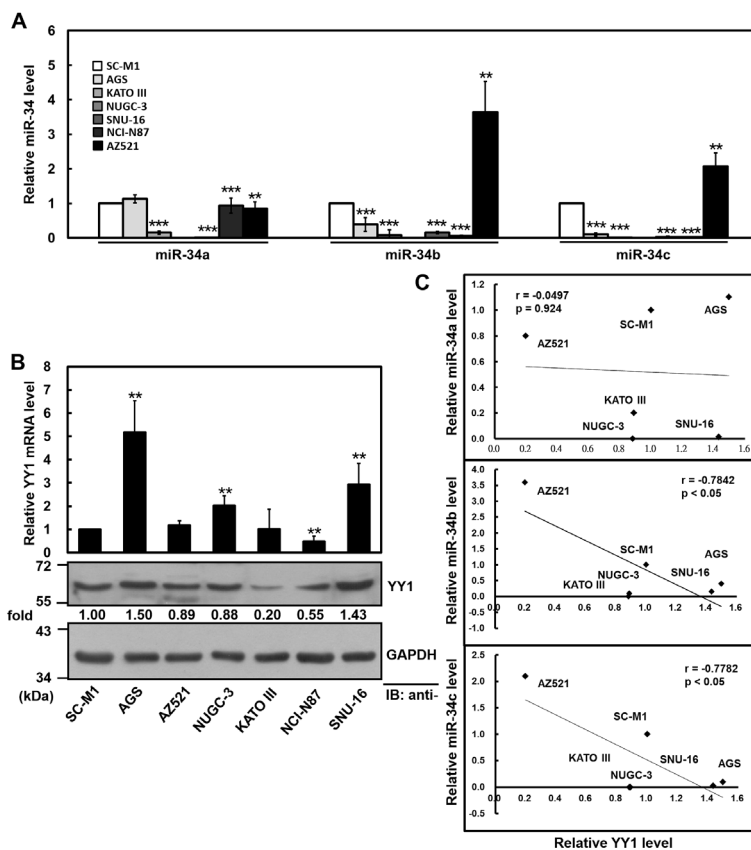 A
Relative miR-34 level
6
5
4
3
2
1
0
SC-M1
AGS
KATO III
NUGC-3
SNU-16
NCI-N87
AZ521
***
***
***
**
***
***
***
***
**
***
***
***
***
**
miR-34a
miR-34b
miR-34c
B
Relative YY1 mRNA level
8
7
6
5
4
3
2
1
0
**
**
**
**
72
55
YY1
fold
1.00 1.50 0.89 0.88 0.20 0.55 1.43
43
34
GAPDH
(kDa)
IB: anti-
SC-M1
AGS
AZ521
NUGC-3
KATO III
NCI-N87
SNU-16
C
Relative miR-34a level
1.2
1.0
0.8
0.6
0.4
0.2
0.0
r = -0.0497
p = 0.924
AGS
SC-M1
AZ521
KATO III
NUGC-3
SNU-16
0.0 0.2 0.4 0.6 0.8 1.0 1.2 1.4 1.6
Relative miR-34b level
4.0
3.5
3.0
2.5
2.0
1.5
1.0
0.5
0.0
-0.5
-1.0
r = -0.7842
p < 0.05
AZ521
SC-M1
AGS
NUGC-3
SNU-16
KATO III
0.0 0.2 0.4 0.6 0.8 1.0 1.2 1.4 1.6
Relative miR-34c level
2.5
2.0
1.5
1.0
0.5
0.0
-0.5
r = -0.7782
p < 0.05
AZ521
SC-M1
KATO III
SNU-16
AGS
NUGC-3
0.0 0.2 0.4 0.6 0.8 1.0 1.2 1.4 1.6
Relative YY1 level